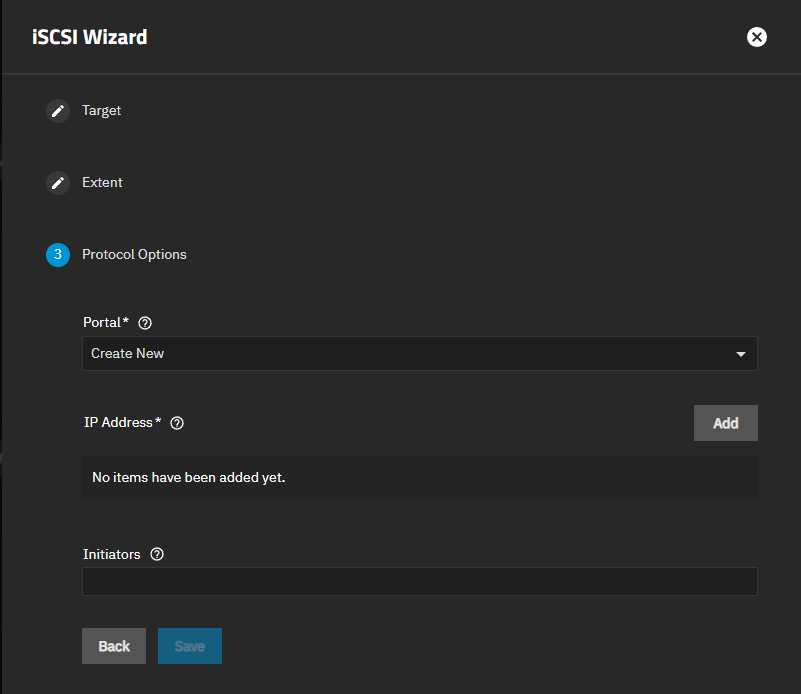 iSCSI Wizard
Target
Extent
3 Protocol Options
Portal*
Create New
IP Address*
Add
No items have been added yet.
Initiators
Back Save